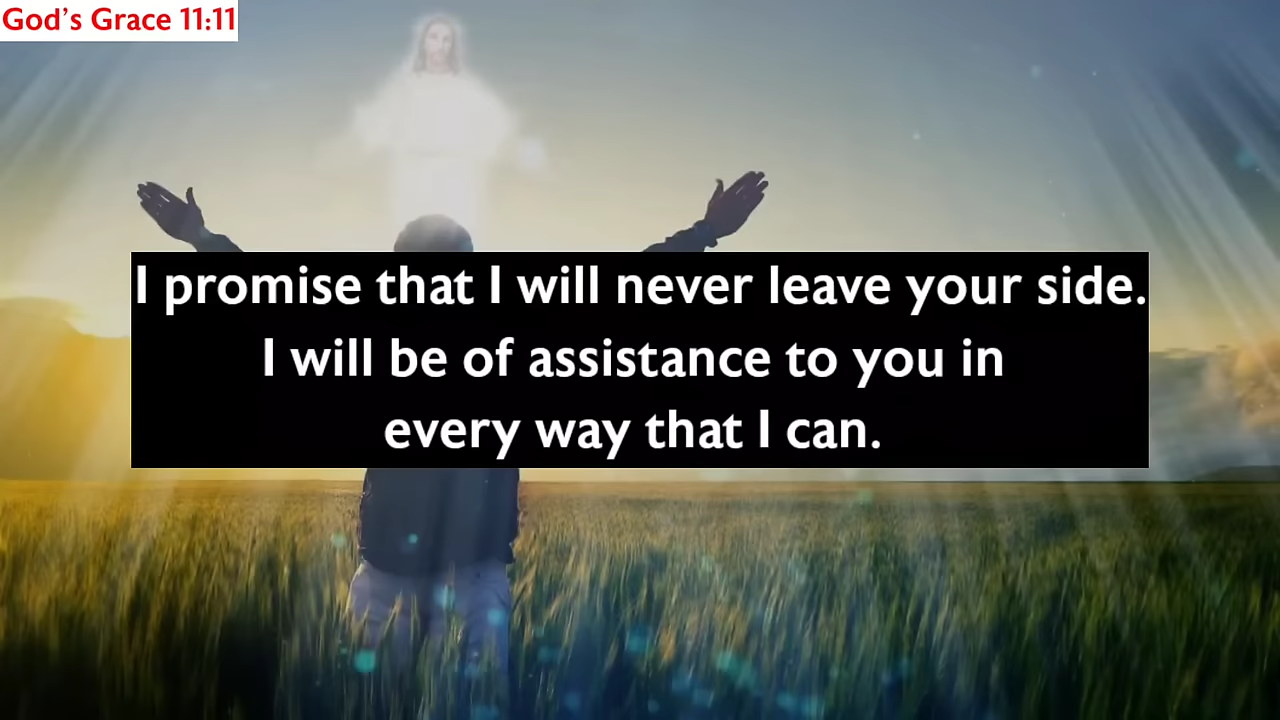 God's Grace 11:11
I promise that I will never leave your side.
I will be of assistance to you in
every way that I can.